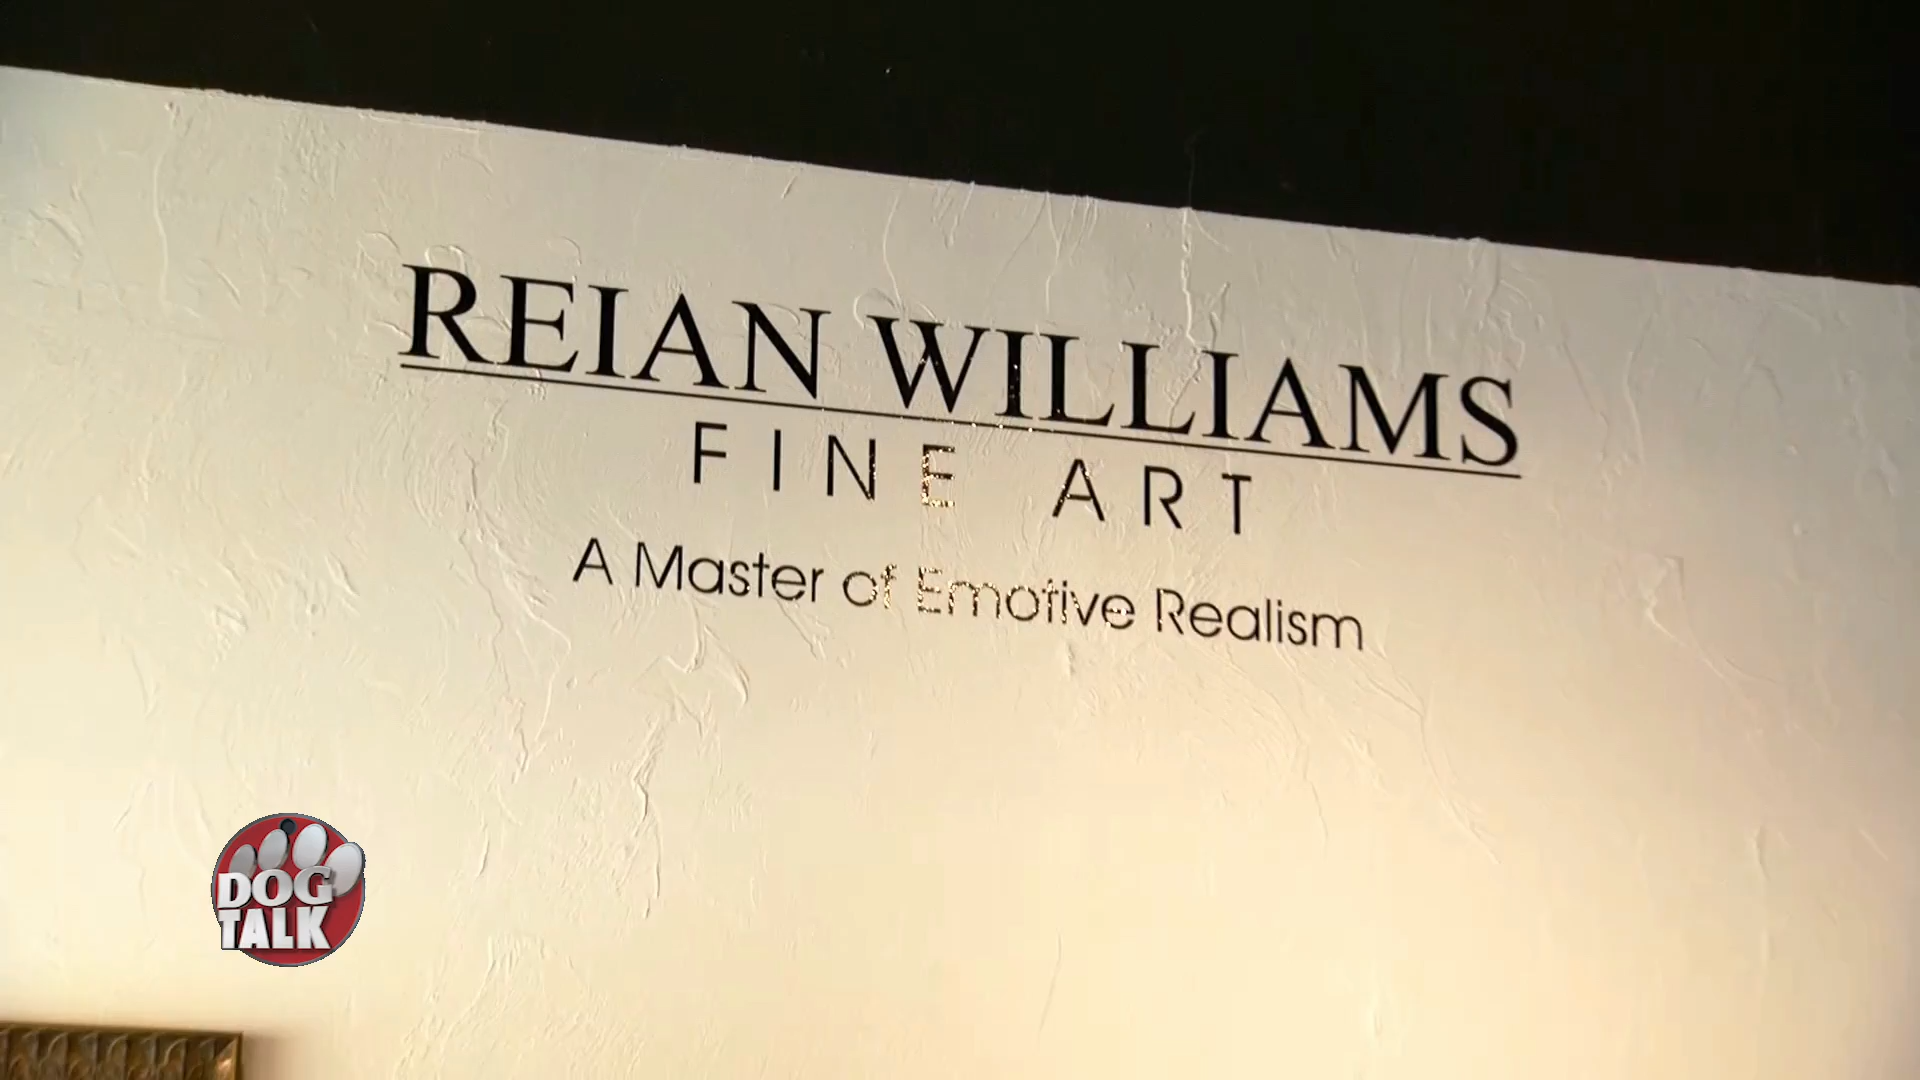 REIAN WILLIAMS
FINE ART
A Master of Emotive Realism
DOG
TALK